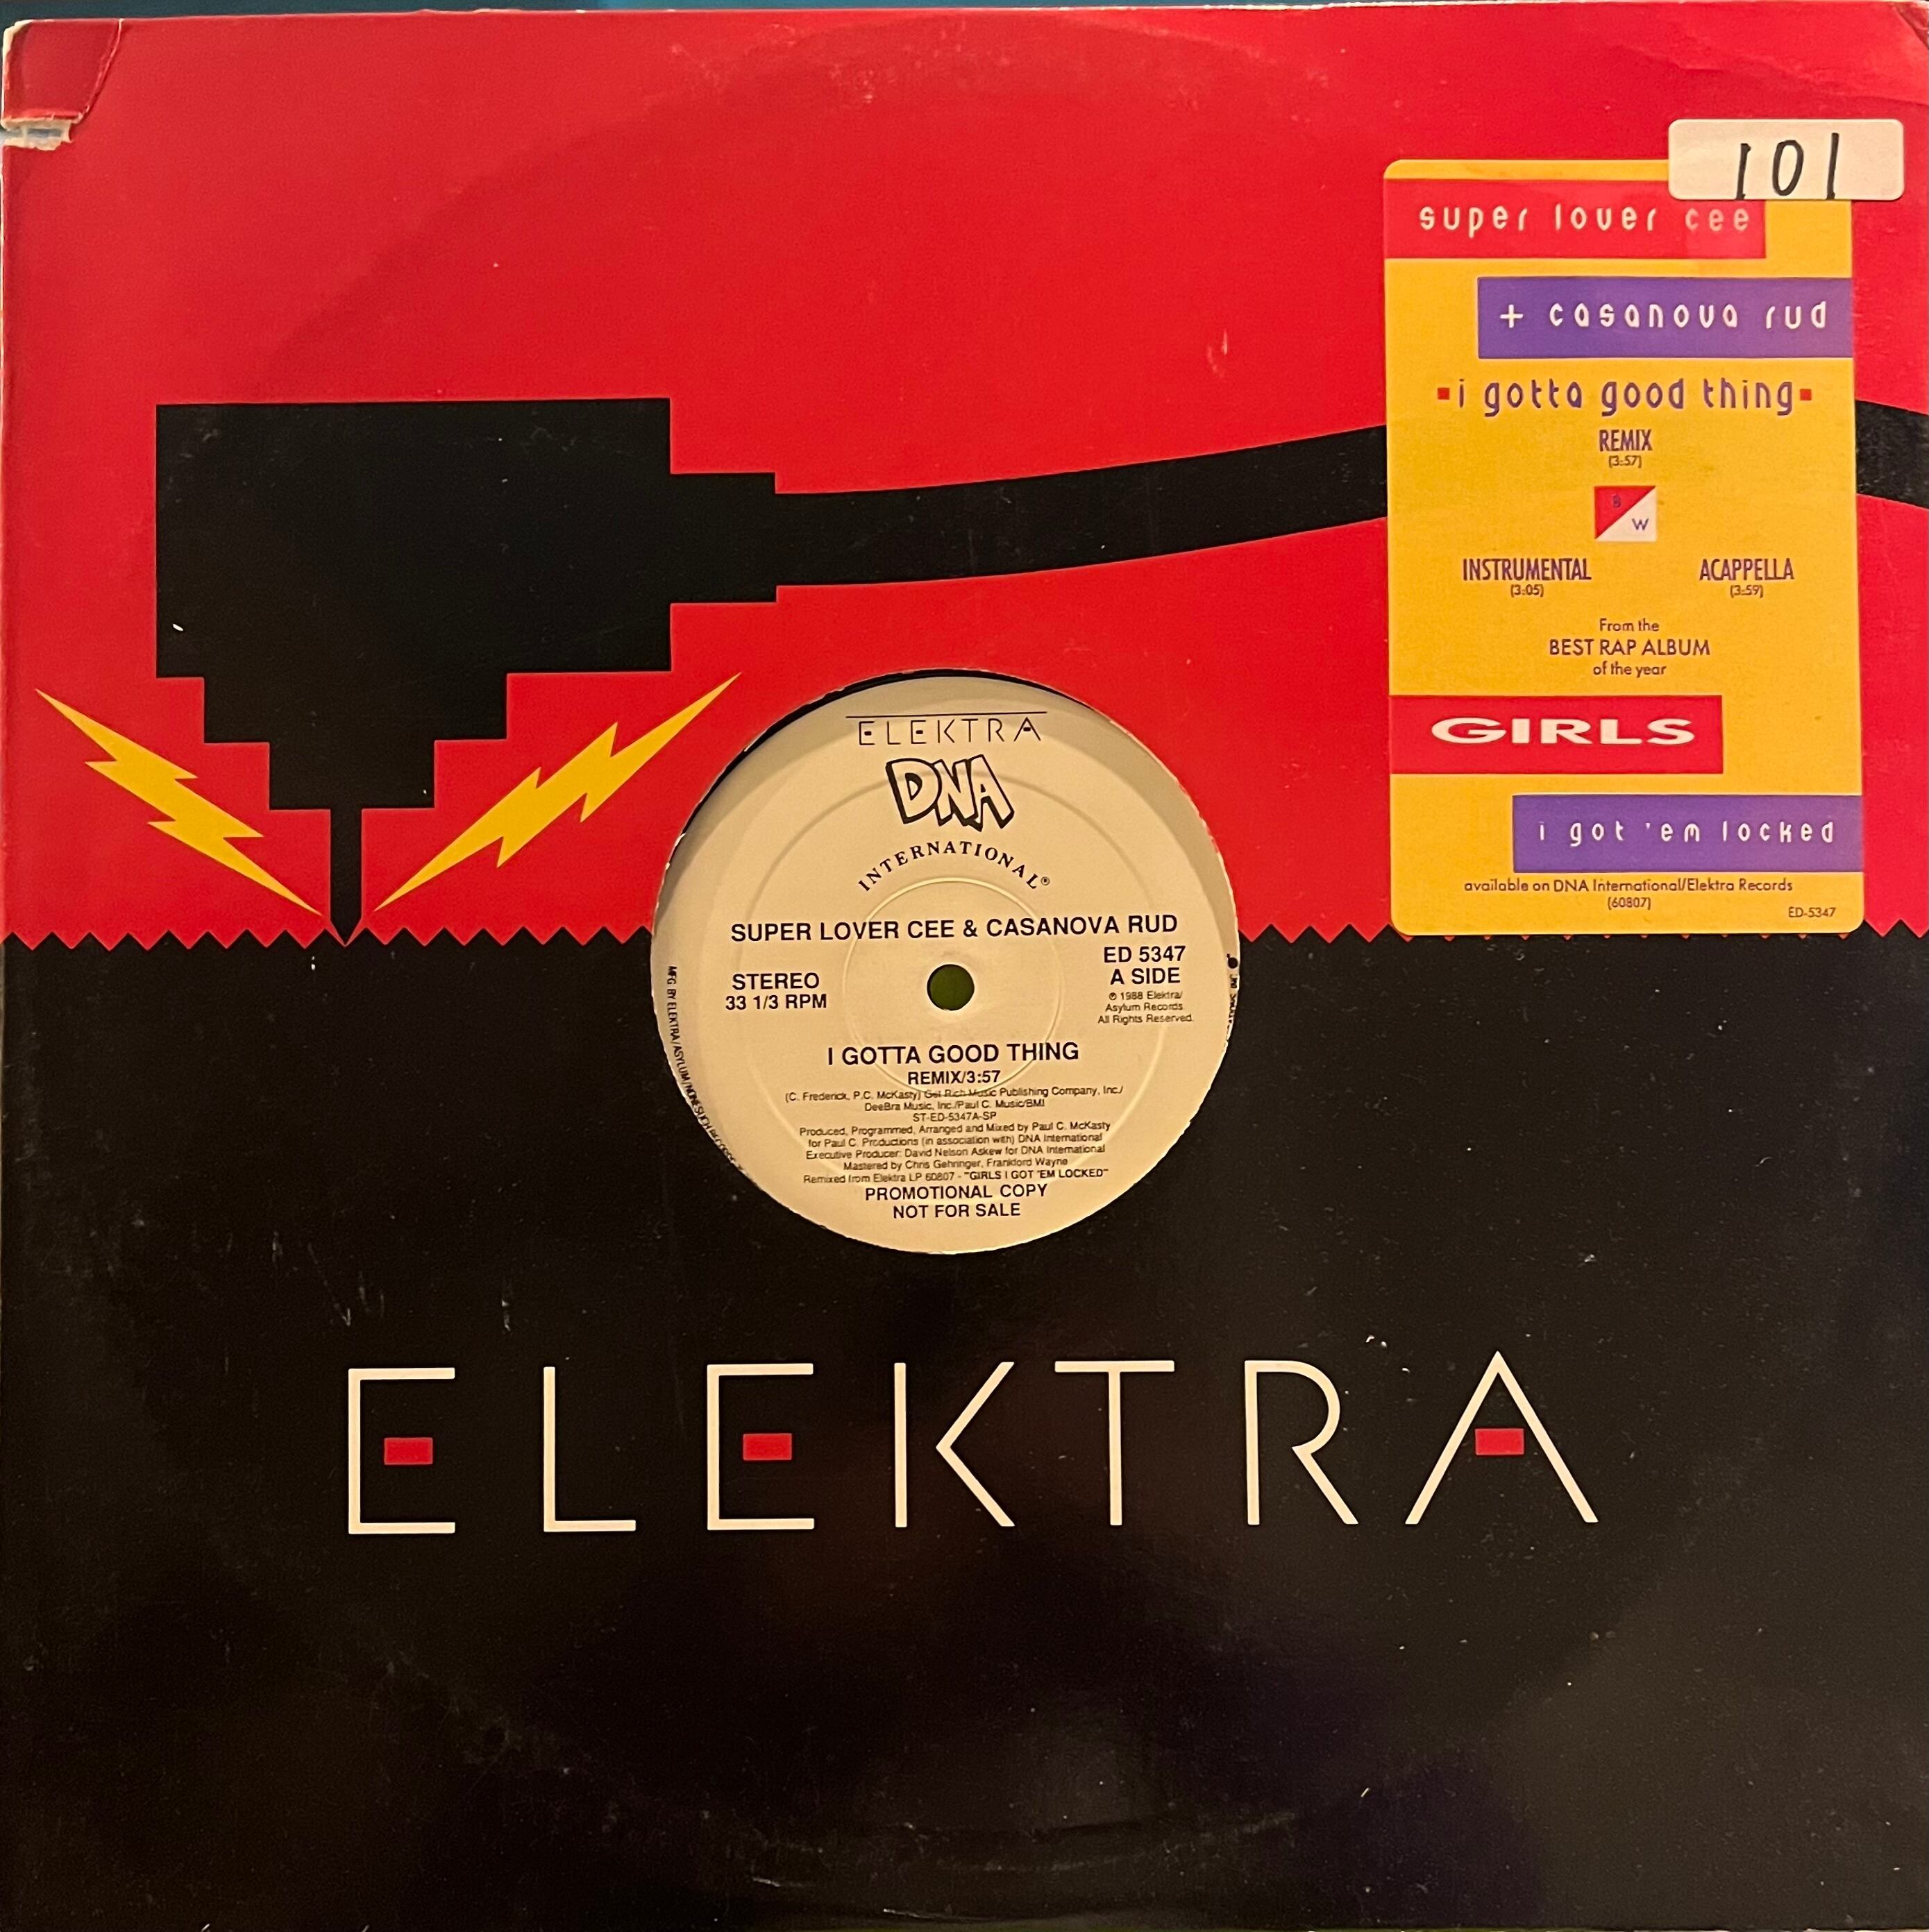 101
super lover cee
+ casanova rud
i gotta good thing
REMIX
(3:57)
B
W
INSTRUMENTAL ACAPPELLA
(3:05) (3:59)
From the
BEST RAP ALBUM
of the year
GIRLS
i got 'em locked
available on DNA International/Elektra Records
(60807)
ED-5347
ELEKTRA
DNA
INTERNATIONAL®
SUPER LOVER CEE & CASANOVA RUD
STEREO
33 1/3 RPM
ED 5347
A SIDE
℗ 1988 Elektra/
Asylum Records
All Rights Reserved.
I GOTTA GOOD THING
REMIX/3:57
(C. Frederick, P.C. McKasty) Get Rich Music Publishing Company, Inc./
DeeBra Music, Inc./Paul C. Music/BMI
ST-ED-5347A-SP
Produced, Programmed, Arranged and Mixed by Paul C. McKasty
for Paul C. Productions (in association with) DNA International
Executive Producer: David Nelson Askew for DNA International
Mastered by Chris Gehringer, Frankford Wayne
Remixed from Elektra LP 60807 - "GIRLS I GOT 'EM LOCKED"
PROMOTIONAL COPY
NOT FOR SALE
MFG. BY ELEKTRA/ASYLUM/NONESUCH
ELEKTRA